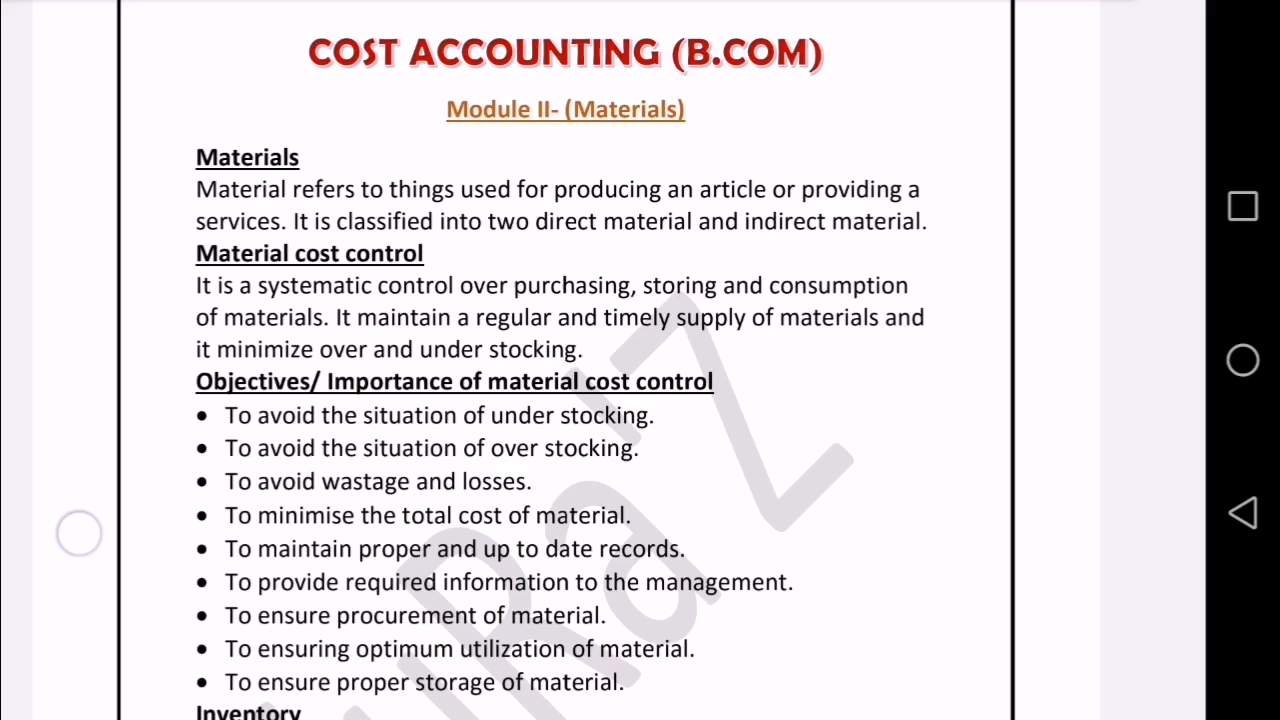 COST ACCOUNTING (B.COM)
Module II- (Materials)
Materials
Material refers to things used for producing an article or providing a
services. It is classified into two direct material and indirect material.
Material cost control
It is a systematic control over purchasing, storing and consumption
of materials. It maintain a regular and timely supply of materials and
it minimize over and under stocking.
Objectives/ Importance of material cost control
• To avoid the situation of under stocking.
• To avoid the situation of over stocking.
• To avoid wastage and losses.
• To minimise the total cost of material.
• To maintain proper and up to date records.
• To provide required information to the management.
• To ensure procurement of material.
• To ensuring optimum utilization of material.
• To ensure proper storage of material.
Inventory